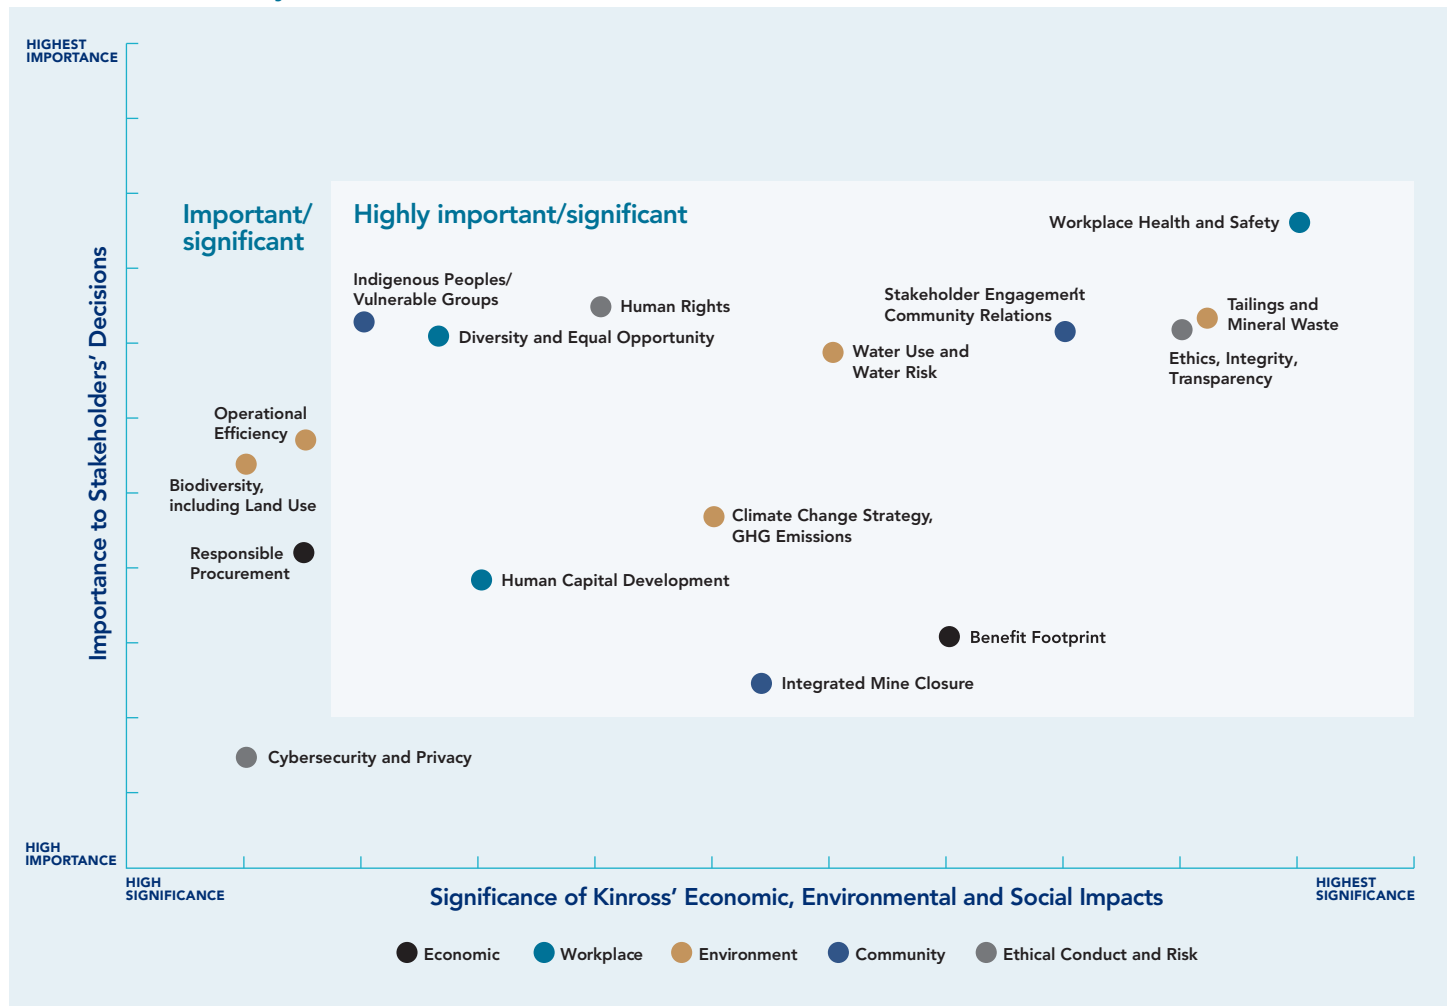 HIGHEST
IMPORTANCE
Important/
significant
Highly important/significant
Workplace Health and Safety
Indigenous Peoples/
Vulnerable Groups
Human Rights
Diversity and Equal Opportunity
Stakeholder Engagement
Community Relations
Tailings and
Mineral Waste
Water Use and
Water Risk
Ethics, Integrity,
Transparency
Operational
Efficiency
Biodiversity,
including Land Use
Responsible
Procurement
Climate Change Strategy,
GHG Emissions
Human Capital Development
Benefit Footprint
Integrated Mine Closure
Cybersecurity and Privacy
Importance to Stakeholders’ Decisions
HIGH
IMPORTANCE
HIGH
SIGNIFICANCE
Significance of Kinross’ Economic, Environmental and Social Impacts
HIGHEST
SIGNIFICANCE
Economic
Workplace
Environment
Community
Ethical Conduct and Risk